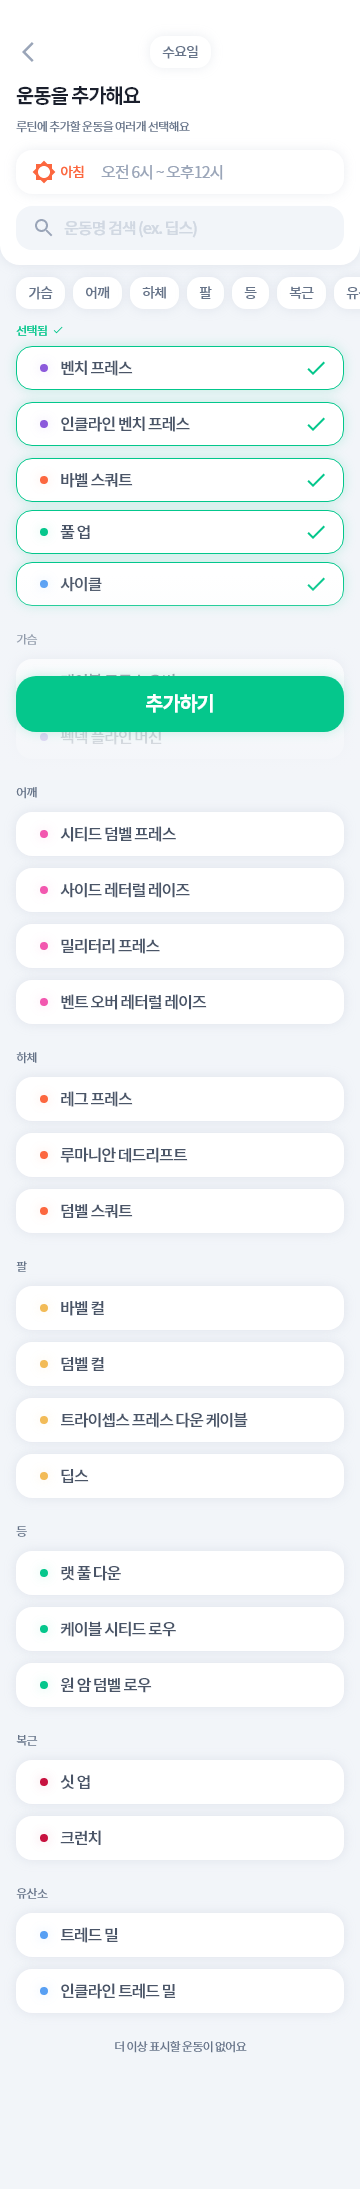 수요일
운동을 추가해요
루틴에 추가할 운동을 여러개 선택해요
아침 오전 6시 ~ 오후12시
운동명 검색 (ex. 딥스)
가슴 어깨 하체 팔 등 복근
선택됨
벤치 프레스
인클라인 벤치 프레스
바벨 스쿼트
풀 업
사이클
가슴
추가하기
펙덱 플라인 머신
어깨
시티드 덤벨 프레스
사이드 레터럴 레이즈
밀리터리 프레스
벤트 오버 레터럴 레이즈
하체
레그 프레스
루마니안 데드리프트
덤벨 스쿼트
팔
바벨 컬
덤벨 컬
트라이셉스 프레스 다운 케이블
딥스
등
랫 풀 다운
케이블 시티드 로우
원 암 덤벨 로우
복근
싯 업
크런치
유산소
트레드 밀
인클라인 트레드 밀
더 이상 표시할 운동이 없어요